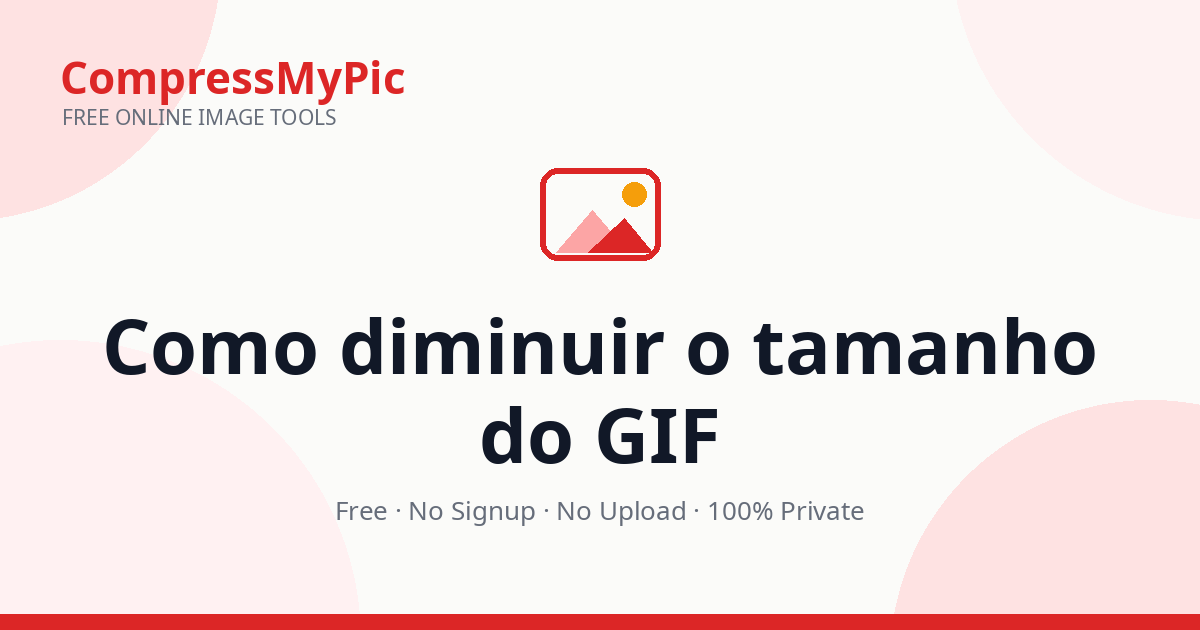 CompressMyPic
FREE ONLINE IMAGE TOOLS
Como diminuir o tamanho
do GIF
Free · No Signup · No Upload · 100% Private